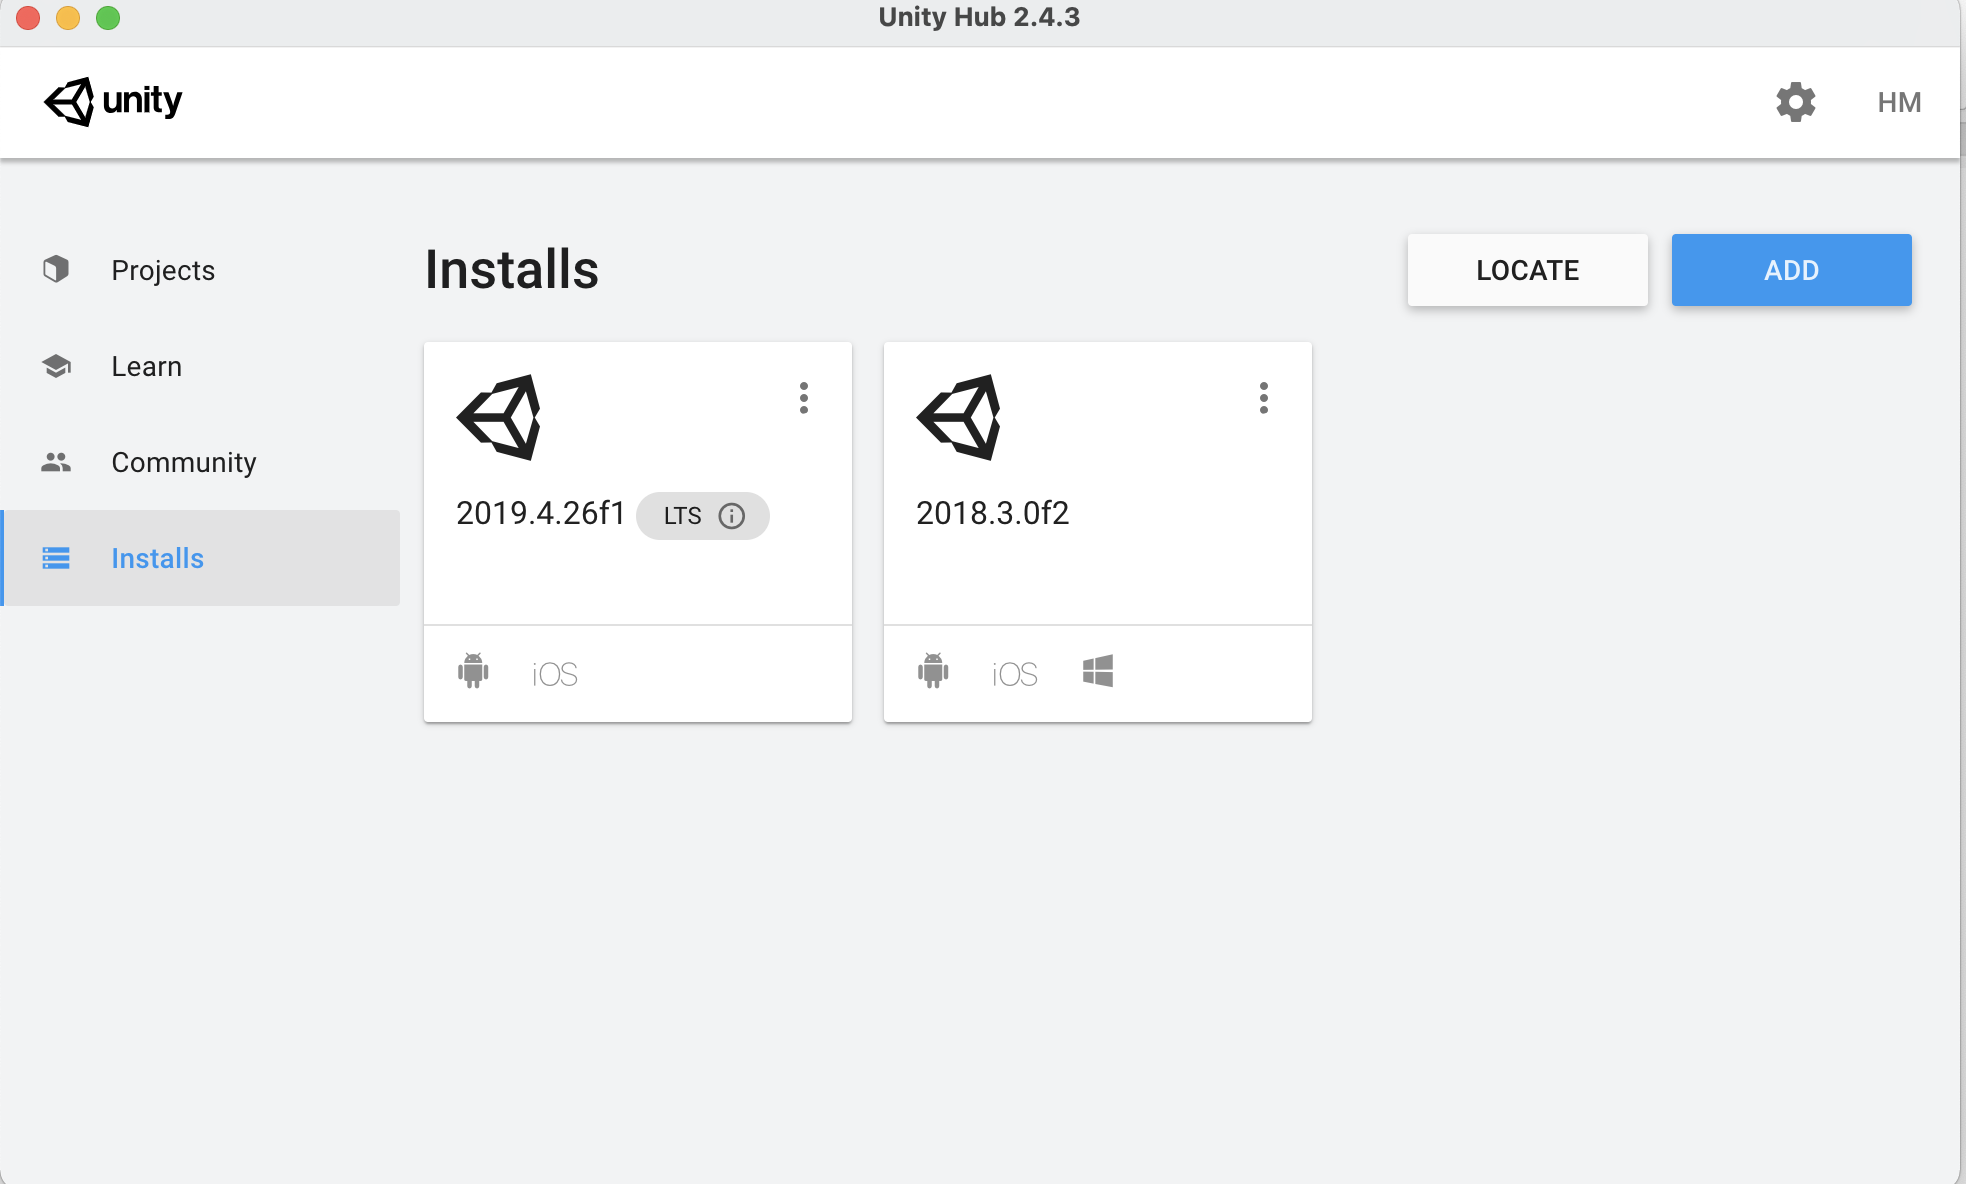 Unity Hub 2.4.3
unity
HM
Projects
Learn
Community
Installs
Installs
LOCATE
ADD
2019.4.26f1 LTS
iOS
2018.3.0f2
iOS